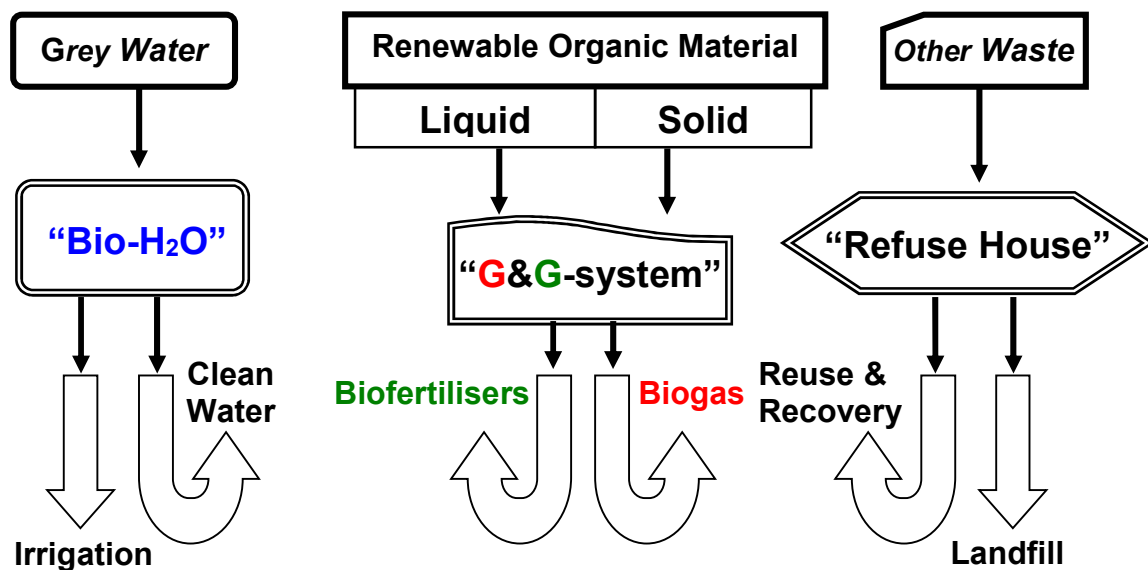 Grey Water
Renewable Organic Material
Other Waste
Liquid
Solid
“Bio-H₂O”
“G&G-system”
“Refuse House”
Clean
Water
Biofertilisers
Biogas
Reuse &
Recovery
Irrigation
Landfill